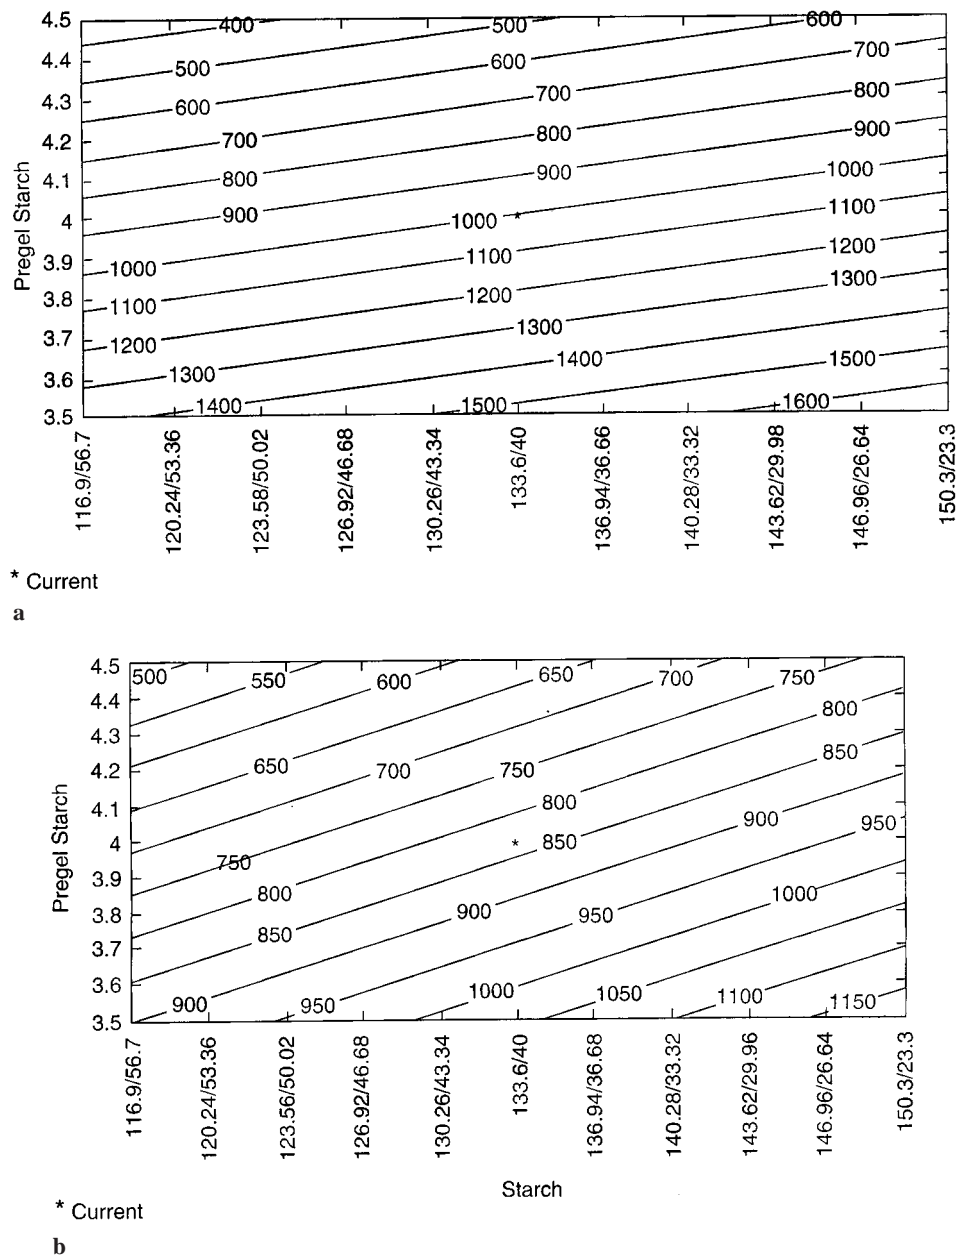 4.5 400 500 600
4.4 500 600 700
4.3 600 700 800
4.2 700 800 900
4.1 800 900 1000
4 900 1000 * 1100
3.9 1000 1100 1200
3.8 1100 1200 1300
3.7 1200 1300
3.6 1300 1400 1500
3.5 1400 1500 1600
Pregel Starch
116.9/56.7
120.24/53.36
123.58/50.02
126.92/46.68
130.26/43.34
133.6/40
136.94/36.66
140.28/33.32
143.62/29.98
146.96/26.64
150.3/23.3
* Current
a
4.5 500 550 600 650 700 750
4.4 800
4.3 850
4.2 650 700 750
4.1 800 900 950
4 * 850
3.9 750
3.8 800 900 950 1000
3.7 850
3.6 1000 1050 1100 1150
3.5 900 950
Pregel Starch
116.9/56.7
120.24/53.36
123.56/50.02
126.92/46.68
130.26/43.34
133.6/40
136.94/36.68
140.28/33.32
143.62/29.96
146.96/26.64
150.3/23.3
Starch
* Current
b